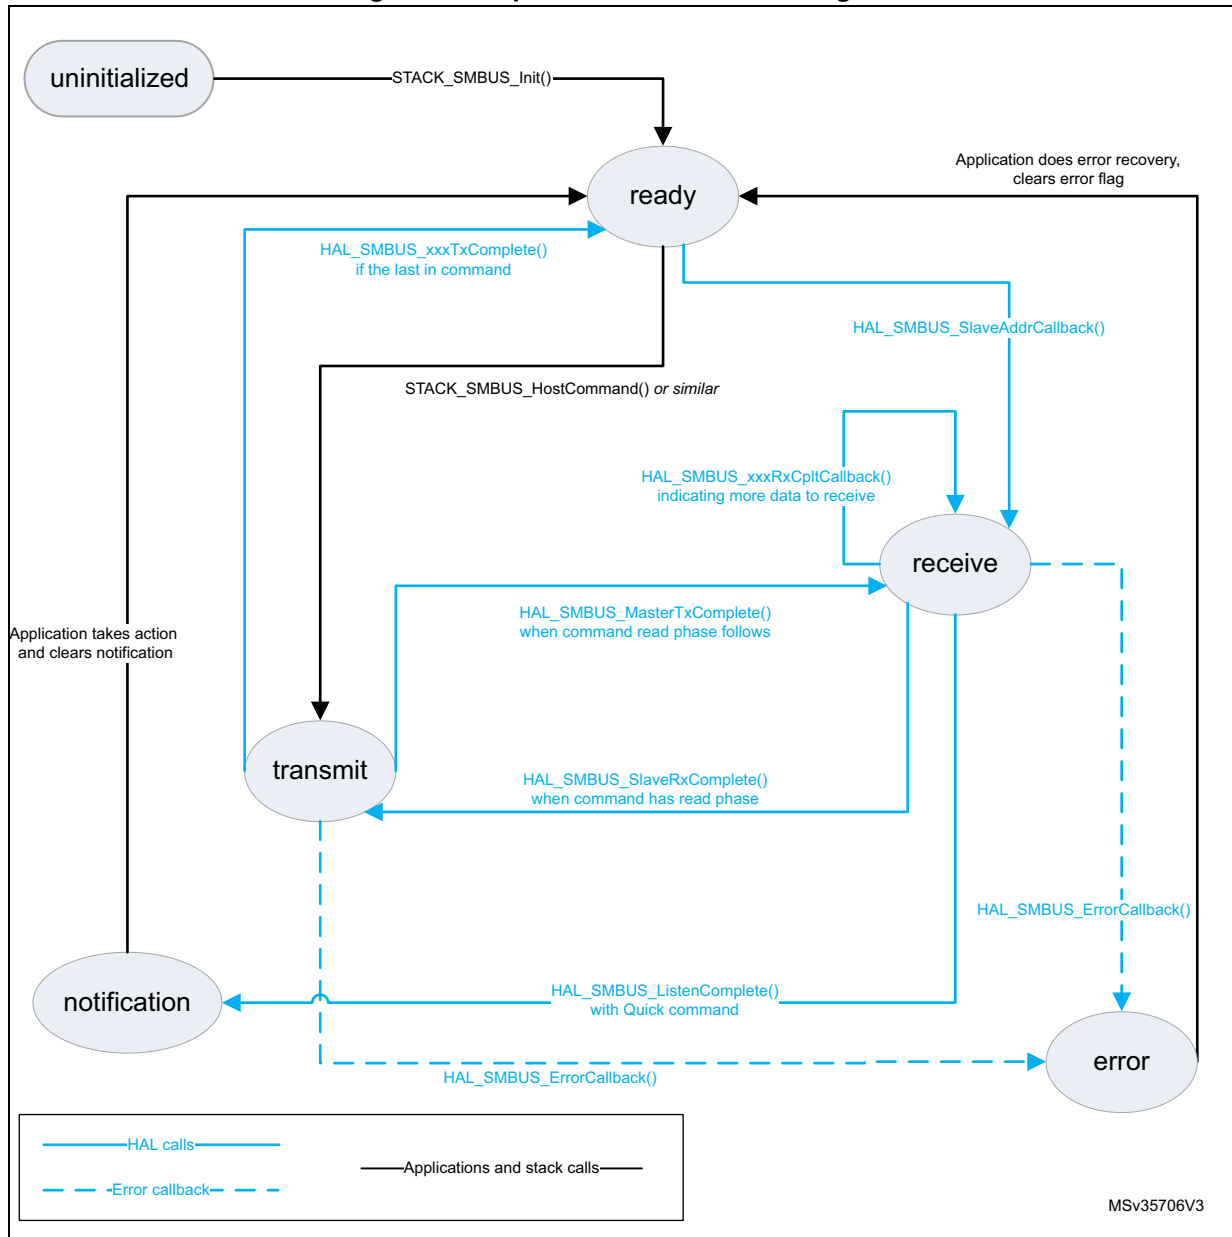 uninitialized
STACK_SMBUS_Init()
Application does error recovery,
clears error flag
ready
HAL_SMBUS_xxxTxComplete()
if the last in command
HAL_SMBUS_SlaveAddrCallback()
STACK_SMBUS_HostCommand() or similar
HAL_SMBUS_xxxRxCpltCallback()
indicating more data to receive
receive
HAL_SMBUS_MasterTxComplete()
when command read phase follows
Application takes action
and clears notification
transmit
HAL_SMBUS_SlaveRxComplete()
when command has read phase
HAL_SMBUS_ErrorCallback()
notification
HAL_SMBUS_ListenComplete()
with Quick command
error
HAL_SMBUS_ErrorCallback()
HAL calls
Applications and stack calls
Error callback
MSv35706V3